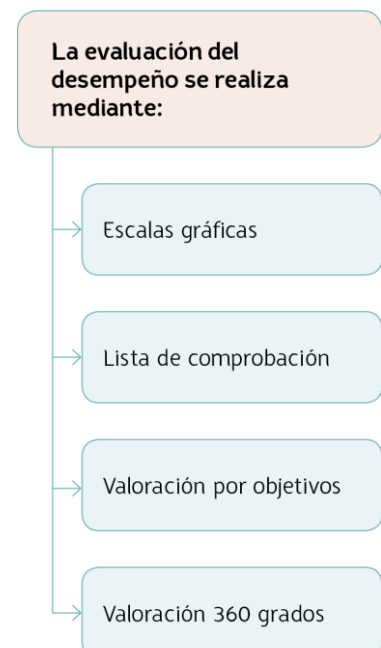 La evaluación del
desempeño se realiza
mediante:
Escalas gráficas
Lista de comprobación
Valoración por objetivos
Valoración 360 grados